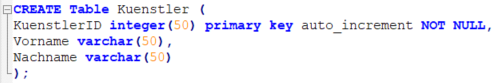 CREATE Table Kuenstler (
KuenstlerID integer(50) primary key auto_increment NOT NULL,
Vorname varchar(50),
Nachname varchar(50)
);